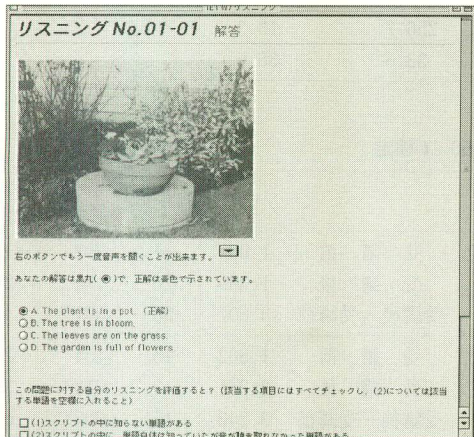 リスニング No.01-01 解答
右のボタンでもう一度音声を聞くことが出来ます。
あなたの解答は黒丸(◉)で、正解は青色で示されています。
A. The plant is in a pot. (正解)
B. The tree is in bloom.
C. The leaves are on the grass.
D. The garden is full of flowers.
この問題に対する自分のリスニングを評価すると?(該当する項目にはすべてチェックし、(2)については該当
する単語を空欄に入れること)
(1)スクリプトの中に知らない単語がある
(2)スクリプトの中に、単語自体は知っていたが音が聴き取れなかった単語がある